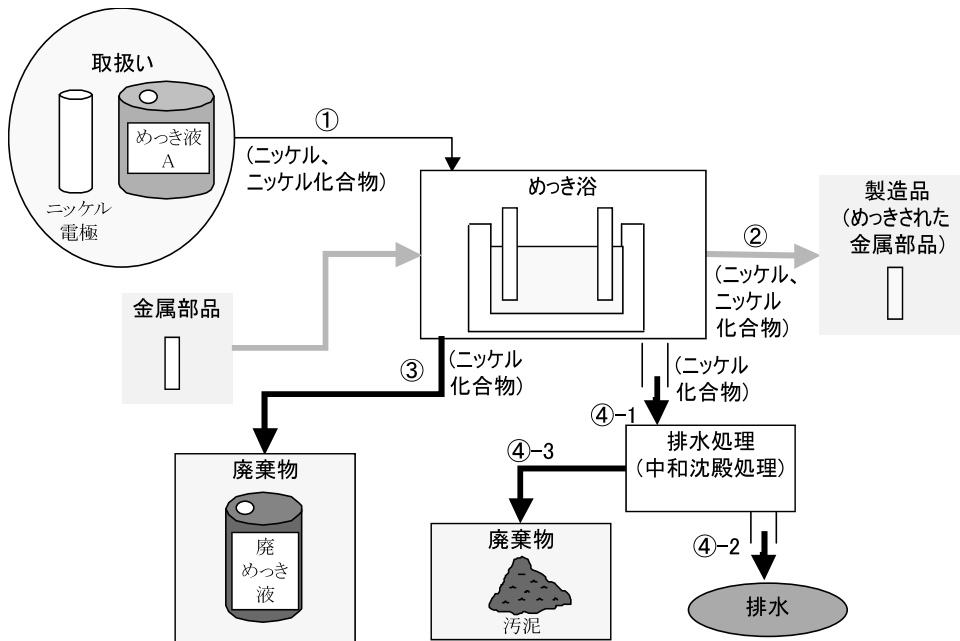 取扱い
めっき液
A
ニッケル
電極
①
(ニッケル、
ニッケル化合物)
めっき浴
製造品
(めっきされた
金属部品)
②
(ニッケル、
ニッケル
化合物)
金属部品
③
(ニッケル
化合物)
(ニッケル
化合物)
④-1
排水処理
(中和沈殿処理)
④-3
廃棄物
廃
めっき
液
廃棄物
汚泥
④-2
排水